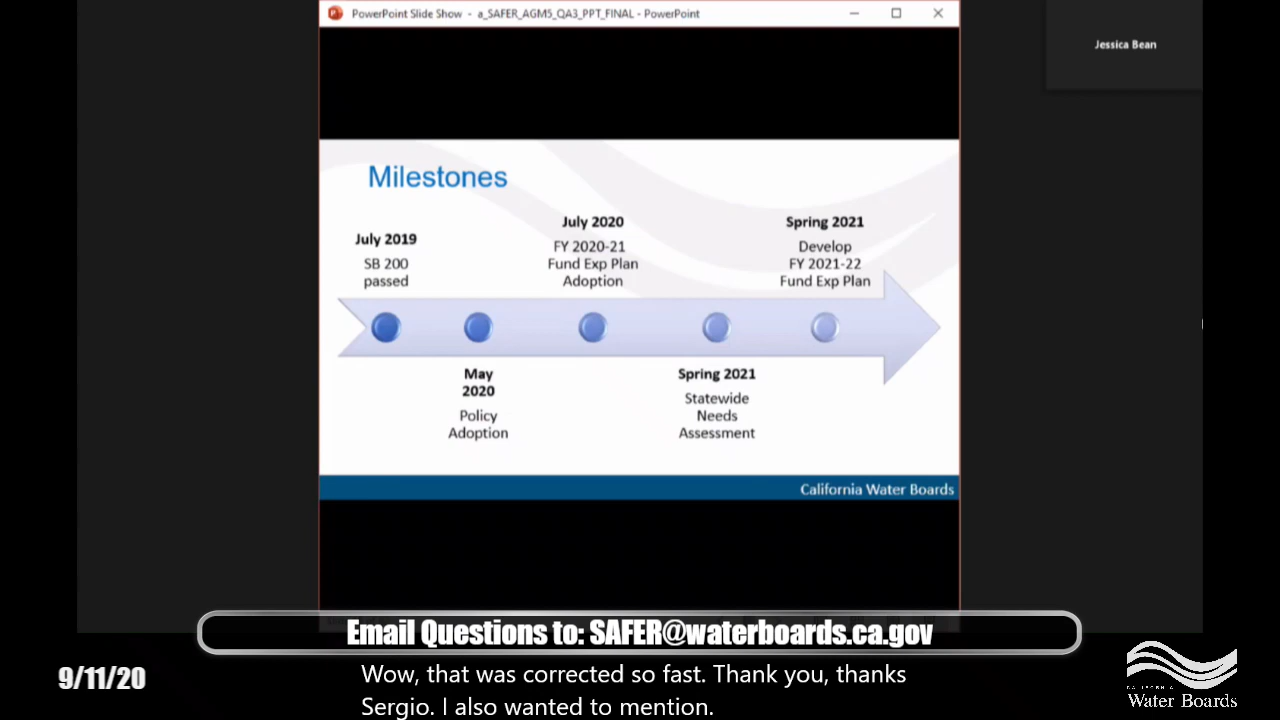 PowerPoint Slide Show - a_SAFER_AGM5_QA3_PPT_FINAL - PowerPoint
Jessica Bean
Milestones
July 2019
SB 200
passed
May
2020
Policy
Adoption
July 2020
FY 2020-21
Fund Exp Plan
Adoption
Spring 2021
Statewide
Needs
Assessment
Spring 2021
Develop
FY 2021-22
Fund Exp Plan
California Water Boards
Email Questions to: SAFER@waterboards.ca.gov
9/11/20
Wow, that was corrected so fast. Thank you, thanks
Sergio. I also wanted to mention.
CALIFORNIA
Water Boards